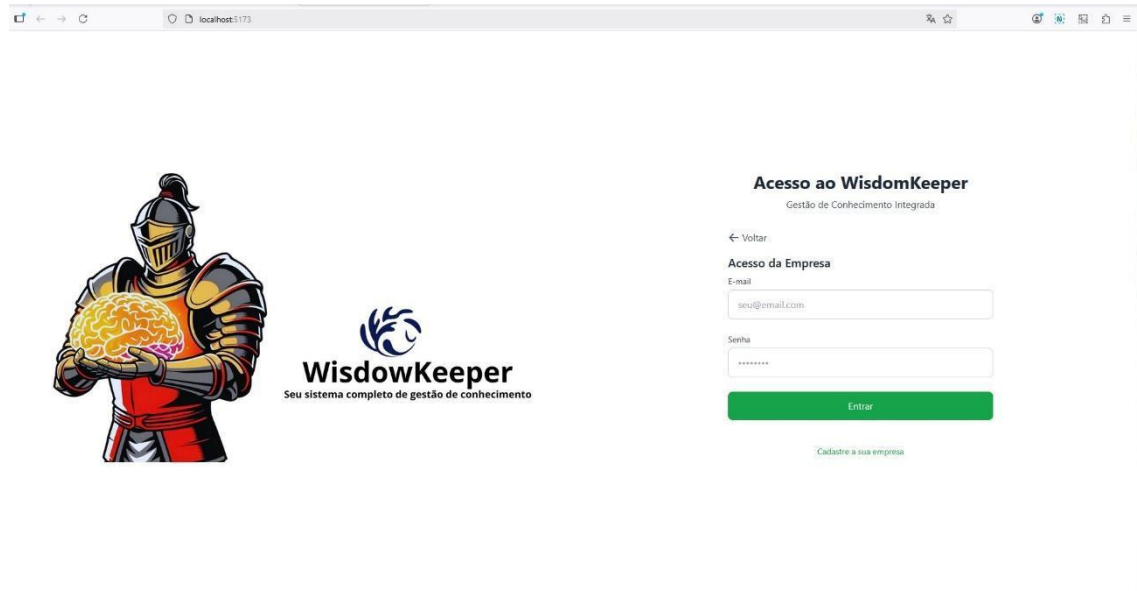 localhost:5173
WisdowKeeper
Seu sistema completo de gestão de conhecimento
Acesso ao WisdomKeeper
Gestão de Conhecimento Integrada
← Voltar
Acesso da Empresa
E-mail
seu@email.com
Senha
••••••••
Entrar
Cadastre a sua empresa